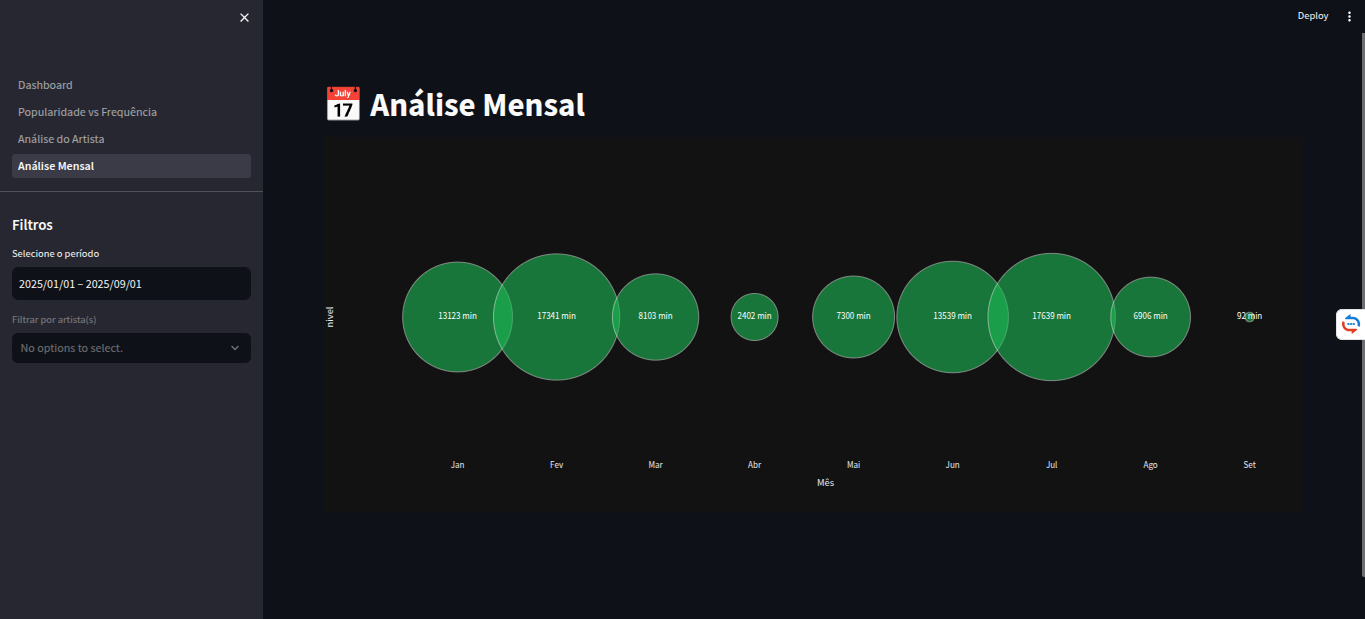 Deploy
Dashboard
Popularidade vs Frequência
Análise do Artista
Análise Mensal
Filtros
Selecione o período
2025/01/01 – 2025/09/01
Filtrar por artista(s)
No options to select.
July
17
Análise Mensal
nivel
13123 min
17341 min
8103 min
2402 min
7300 min
13539 min
17639 min
6906 min
92 min
Jan
Fev
Mar
Abr
Mai
Jun
Jul
Ago
Set
Mês